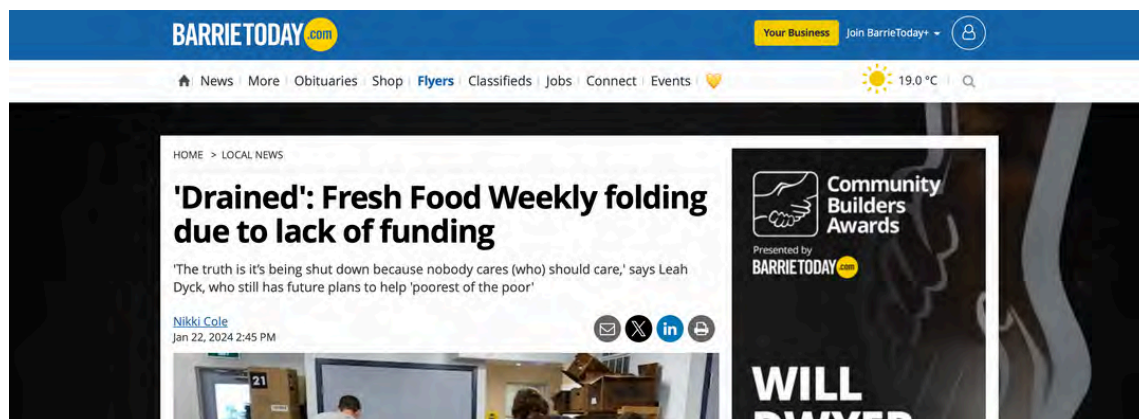 BARRIETODAY.com
Your Business Join BarrieToday+
News More Obituaries Shop Flyers Classifieds Jobs Connect Events
19.0 °C
HOME > LOCAL NEWS
'Drained': Fresh Food Weekly folding
due to lack of funding
'The truth is it's being shut down because nobody cares (who) should care,' says Leah
Dyck, who still has future plans to help 'poorest of the poor'
Nikki Cole
Jan 22, 2024 2:45 PM
21
Community
Builders
Awards
Presented by
BARRIETODAY.com
WILL
DWYER